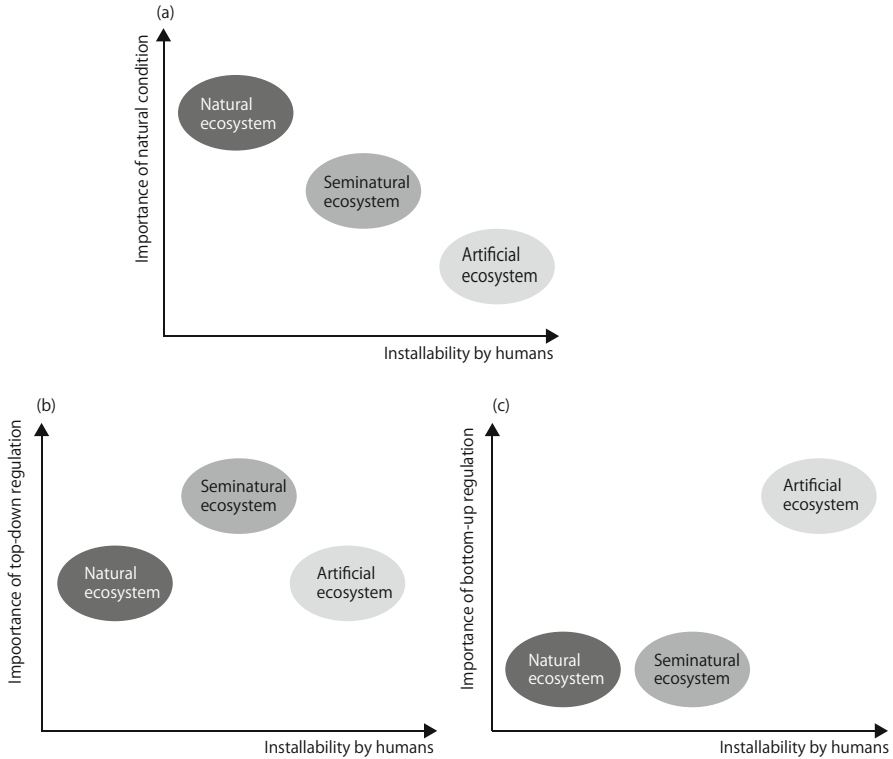 (a)
Importance of natural condition
Natural
ecosystem
Seminatural
ecosystem
Artificial
ecosystem
Installability by humans
(b)
Impoortance of top-down regulation
Seminatural
ecosystem
Natural
ecosystem
Artificial
ecosystem
Installability by humans
(c)
Importance of bottom-up regulation
Artificial
ecosystem
Natural
ecosystem
Seminatural
ecosystem
Installability by humans